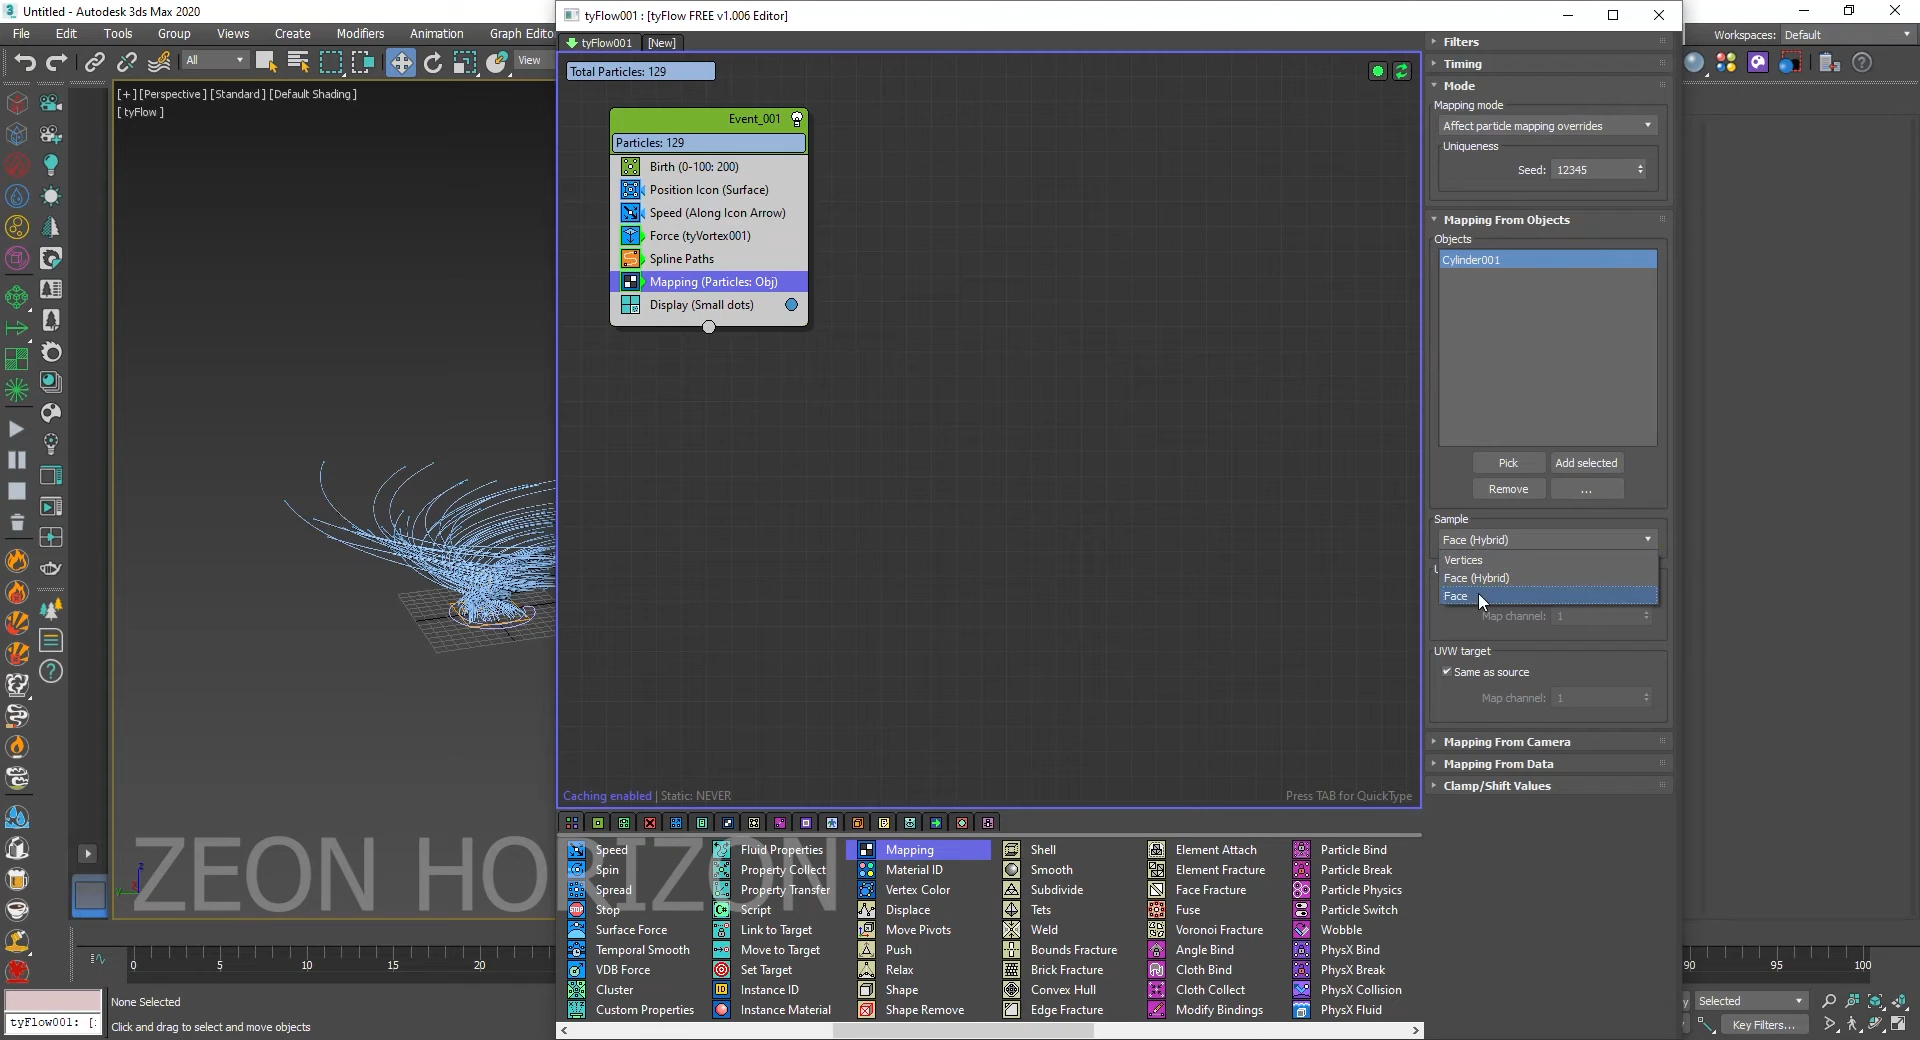 Untitled - Autodesk 3ds Max 2020
File Edit Tools Group Views Create Modifiers Animation Graph Edito
All View
Workspaces: Default
tyFlow001 : [tyFlow FREE v1.006 Editor]
tyFlow001 [New]
Total Particles: 129
[+] [Perspective] [Standard] [Default Shading]
[ tyFlow ]
Event_001
Particles: 129
Birth (0-100: 200)
Position Icon (Surface)
Speed (Along Icon Arrow)
Force (tyVortex001)
Spline Paths
Mapping (Particles: Obj)
Display (Small dots)
Caching enabled | Static: NEVER
Press TAB for QuickType
Filters
Timing
Mode
Mapping mode
Affect particle mapping overrides
Uniqueness
Seed: 12345
Mapping From Objects
Objects
Cylinder001
Pick Add selected
Remove ...
Sample
Face (Hybrid)
Vertices
Face (Hybrid)
Face
Map channel: 1
UVW target
Same as source
Map channel: 1
Mapping From Camera
Mapping From Data
Clamp/Shift Values
Speed Fluid Properties Mapping Shell Element Attach Particle Bind
Spin Property Collect Material ID Smooth Element Fracture Particle Break
Spread Property Transfer Vertex Color Subdivide Face Fracture Particle Physics
Stop Script Displace Tets Fuse Particle Switch
Surface Force Link to Target Move Pivots Weld Voronoi Fracture Wobble
Temporal Smooth Move to Target Push Bounds Fracture Angle Bind PhysX Bind
VDB Force Set Target Relax Brick Fracture Cloth Bind PhysX Break
Cluster Instance ID Shape Convex Hull Cloth Collect PhysX Collision
Custom Properties Instance Material Shape Remove Edge Fracture Modify Bindings PhysX Fluid
ZEON HORIZON
0 5 10 15 20 90 95 100
None Selected
tyFlow001: [
Click and drag to select and move objects
Selected
Key Filters...